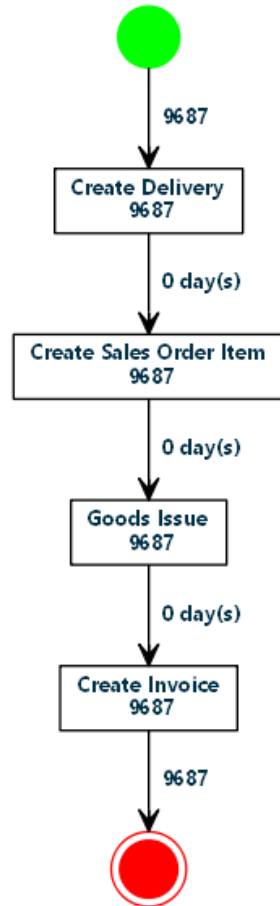 9687
Create Delivery
9687
0 day(s)
Create Sales Order Item
9687
0 day(s)
Goods Issue
9687
0 day(s)
Create Invoice
9687
9687